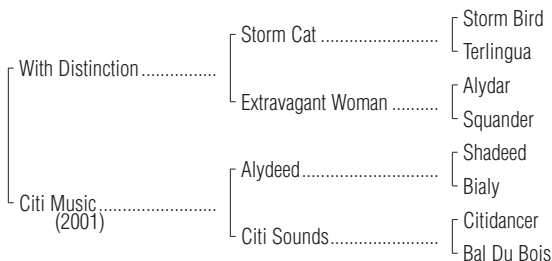 Storm Bird
Storm Cat ........................
Terlingua
With Distinction ...............
Alydar
Extravagant Woman ..........
Squander
Shadeed
Alydeed ............................
Bialy
Citi Music ........................
(2001)
Citidancer
Citi Sounds ......................
Bal Du Bois